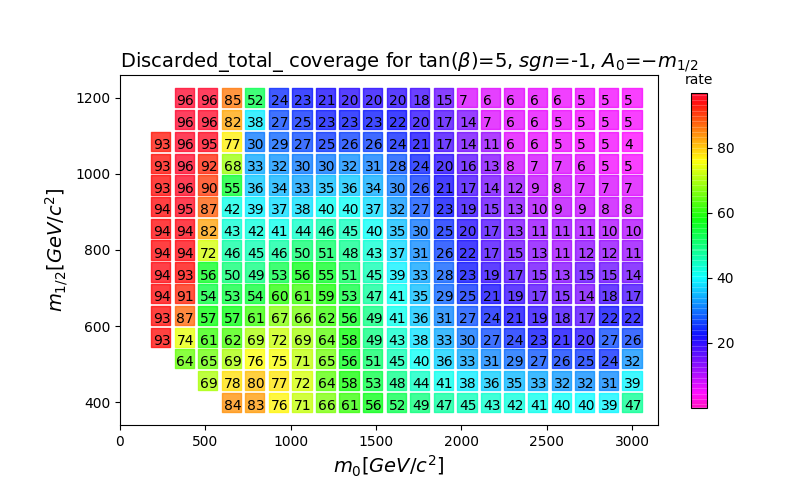 Discarded_total_ coverage for tan(β)=5, sgn=-1, A₀=−m₁/₂
rate
1200
96 96 85 52 24 23 21 20 20 20 18 15 7 6 6 6 6 5 5 5
96 96 82 38 27 25 23 23 23 22 20 17 14 7 6 6 5 5 5 5
93 96 95 77 30 29 27 25 26 26 24 21 17 14 11 6 6 5 5 5 4
1000
93 96 92 68 33 32 30 30 32 31 28 24 20 16 13 8 7 7 6 5 5
93 96 90 55 36 34 33 35 36 34 30 26 21 17 14 12 9 8 7 7 7
94 95 87 42 39 37 38 40 40 37 32 27 23 19 15 13 10 9 9 8 8
94 94 82 43 42 41 44 46 45 40 35 30 25 20 17 13 11 11 11 10 10
800
94 94 72 46 45 46 50 51 48 43 37 31 26 22 17 15 13 11 12 12 11
94 93 56 50 49 53 56 55 51 45 39 33 28 23 19 17 15 13 15 15 14
94 91 54 53 54 60 61 59 53 47 41 35 29 25 21 19 17 15 14 18 17
93 87 57 57 61 67 66 62 56 49 41 36 31 27 24 21 19 18 17 22 22
600
93 74 61 62 69 72 69 64 58 47 38 33 30 27 24 23 21 20 27 26
64 65 69 76 75 71 65 56 51 45 40 36 33 31 29 27 26 25 24 32
69 78 80 77 72 64 58 53 48 44 41 38 36 35 33 32 32 31 39
400
84 83 76 71 66 61 56 52 49 47 45 43 42 41 40 40 39 47
0 500 1000 1500 2000 2500 3000
m₀[GeV/c²]
m₁/₂[GeV/c²]
80
60
40
20